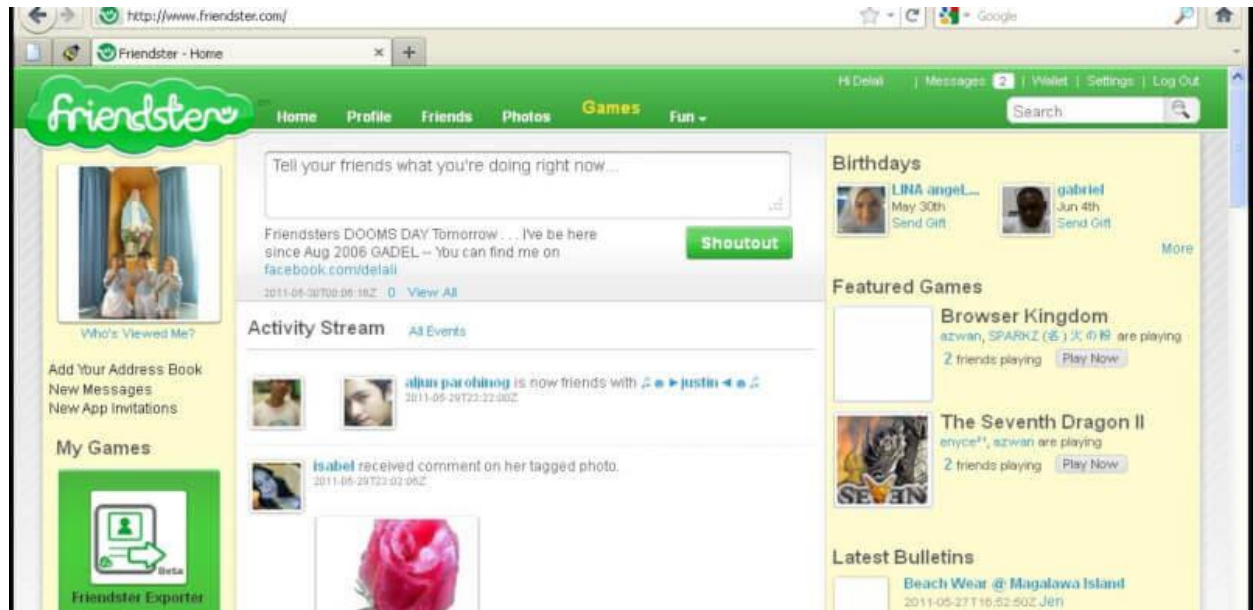 http://www.friendster.com/
Google
Friendster - Home
Hi Delali | Messages 2 | Wallet | Settings | Log Out
friendster
Home Profile Friends Photos Games Fun
Search
Tell your friends what you're doing right now...
Friendsters DOOMS DAY Tomorrow . . . I've be here
since Aug 2006 GADEL -- You can find me on
facebook.com/delali
Shoutout
2011-05-30T00:06:18Z 0 View All
Who's Viewed Me?
Add Your Address Book
New Messages
New App Invitations
My Games
Beta
Friendster Exporter
Activity Stream All Events
aljun parohinog is now friends with ♫ ☻ ► justin ◄ ☻ ♫
2011-05-29T23:22:00Z
isabel received comment on her tagged photo.
2011-05-29T23:02:06Z
Birthdays
LINA angeL...
May 30th
Send Gift
gabriel
Jun 4th
Send Gift
More
Featured Games
Browser Kingdom
azwan, SPARKZ (名) 火の粉 are playing
2 friends playing Play Now
SEVEN
The Seventh Dragon II
enyce²¹, azwan are playing
2 friends playing Play Now
Latest Bulletins
Beach Wear @ Magalawa Island
2011-05-27T16:52:50Z Jen